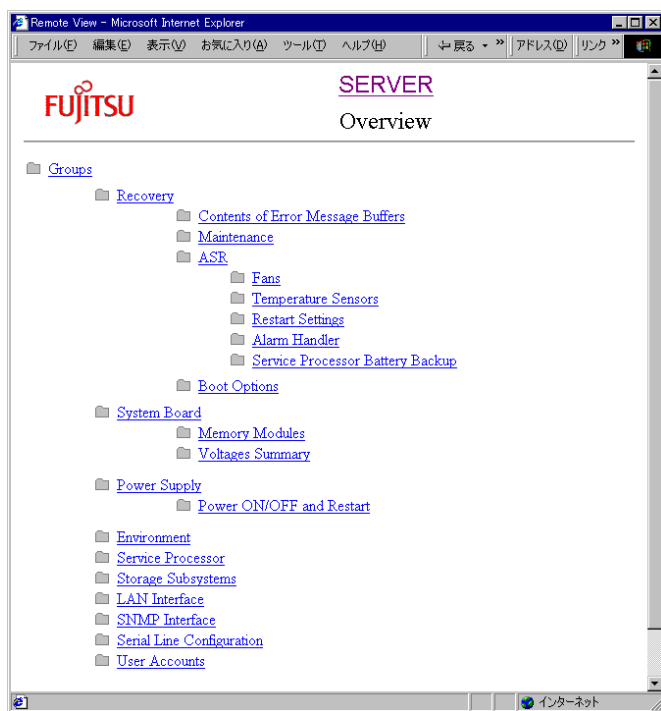 Remote View - Microsoft Internet Explorer
ファイル(F) 編集(E) 表示(V) お気に入り(A) ツール(T) ヘルプ(H) 戻る » アドレス(D) リンク »
FUJITSU
SERVER
Overview
Groups
Recovery
Contents of Error Message Buffers
Maintenance
ASR
Fans
Temperature Sensors
Restart Settings
Alarm Handler
Service Processor Battery Backup
Boot Options
System Board
Memory Modules
Voltages Summary
Power Supply
Power ON/OFF and Restart
Environment
Service Processor
Storage Subsystems
LAN Interface
SNMP Interface
Serial Line Configuration
User Accounts
インターネット